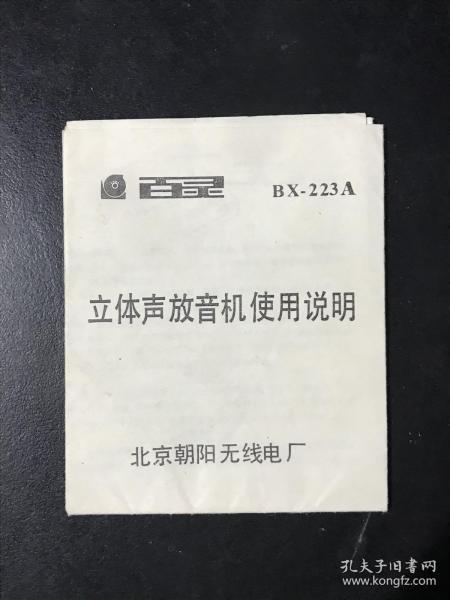 百灵 BX-223A
立体声放音机使用说明
北京朝阳无线电厂
孔夫子旧书网
www.kongfz.com